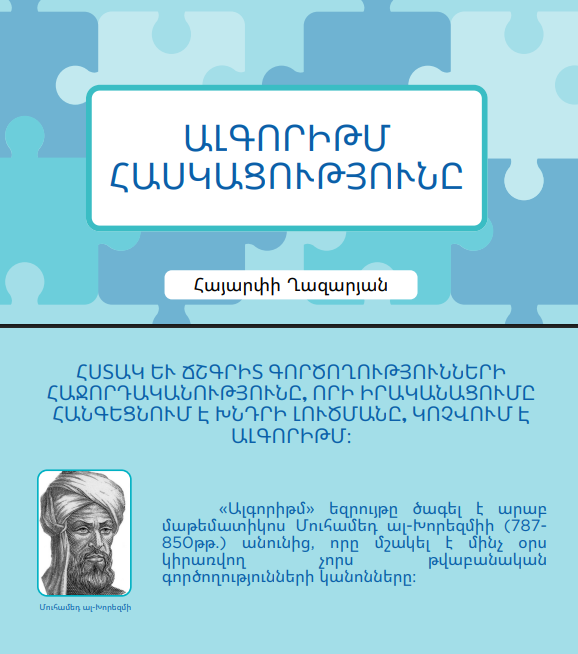 ԱԼԳՈՐԻԹՄ
ՀԱՍԿԱՑՈՒԹՅՈՒՆԸ
Հայարփի Ղազարյան
ՀՍՏԱԿ ԵՒ ՃՇԳՐԻՏ ԳՈՐԾՈՂՈՒԹՅՈՒՆՆԵՐԻ
ՀԱՋՈՐԴԱԿԱՆՈՒԹՅՈՒՆԸ, ՈՐԻ ԻՐԱԿԱՆԱՑՈՒՄԸ
ՀԱՆԳԵՑՆՈՒՄ Է ԽՆԴՐԻ ԼՈՒԾՄԱՆԸ, ԿՈՉՎՈՒՄ Է
ԱԼԳՈՐԻԹՄ:
«Ալգորիթմ» եզրույթը ծագել է արաբ
մաթեմատիկոս Մուհամեդ ալ-Խորեզմիի (787-
850թթ.) անունից, որը մշակել է մինչ օրս
կիրառվող չորս թվաբանական
գործողությունների կանոնները:
Մուհամեդ ալ-Խորեզմի